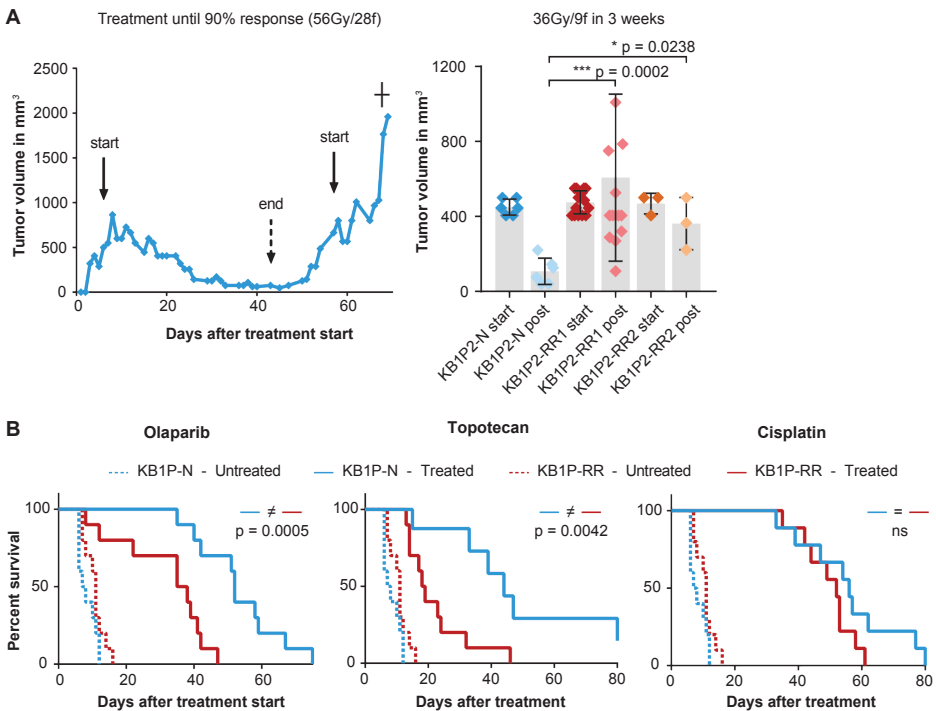 A
Treatment until 90% response (56Gy/28f)
Tumor volume in mm³
2500
2000
1500
1000
500
0
start
end
start
0 20 40 60
Days after treatment start
36Gy/9f in 3 weeks
* p = 0.0238
*** p = 0.0002
Tumor volume in mm³
1200
800
400
0
KB1P2-N start
KB1P2-N post
KB1P2-RR1 start
KB1P2-RR1 post
KB1P2-RR2 start
KB1P2-RR2 post
B
Olaparib
Topotecan
Cisplatin
KB1P-N - Untreated
KB1P-N - Treated
KB1P-RR - Untreated
KB1P-RR - Treated
Percent survival
100
50
0
≠
p = 0.0005
0 20 40 60 80
Days after treatment start
100
50
0
≠
p = 0.0042
0 20 40 60 80
Days after treatment
100
50
0
=
ns
0 20 40 60 80
Days after treatment